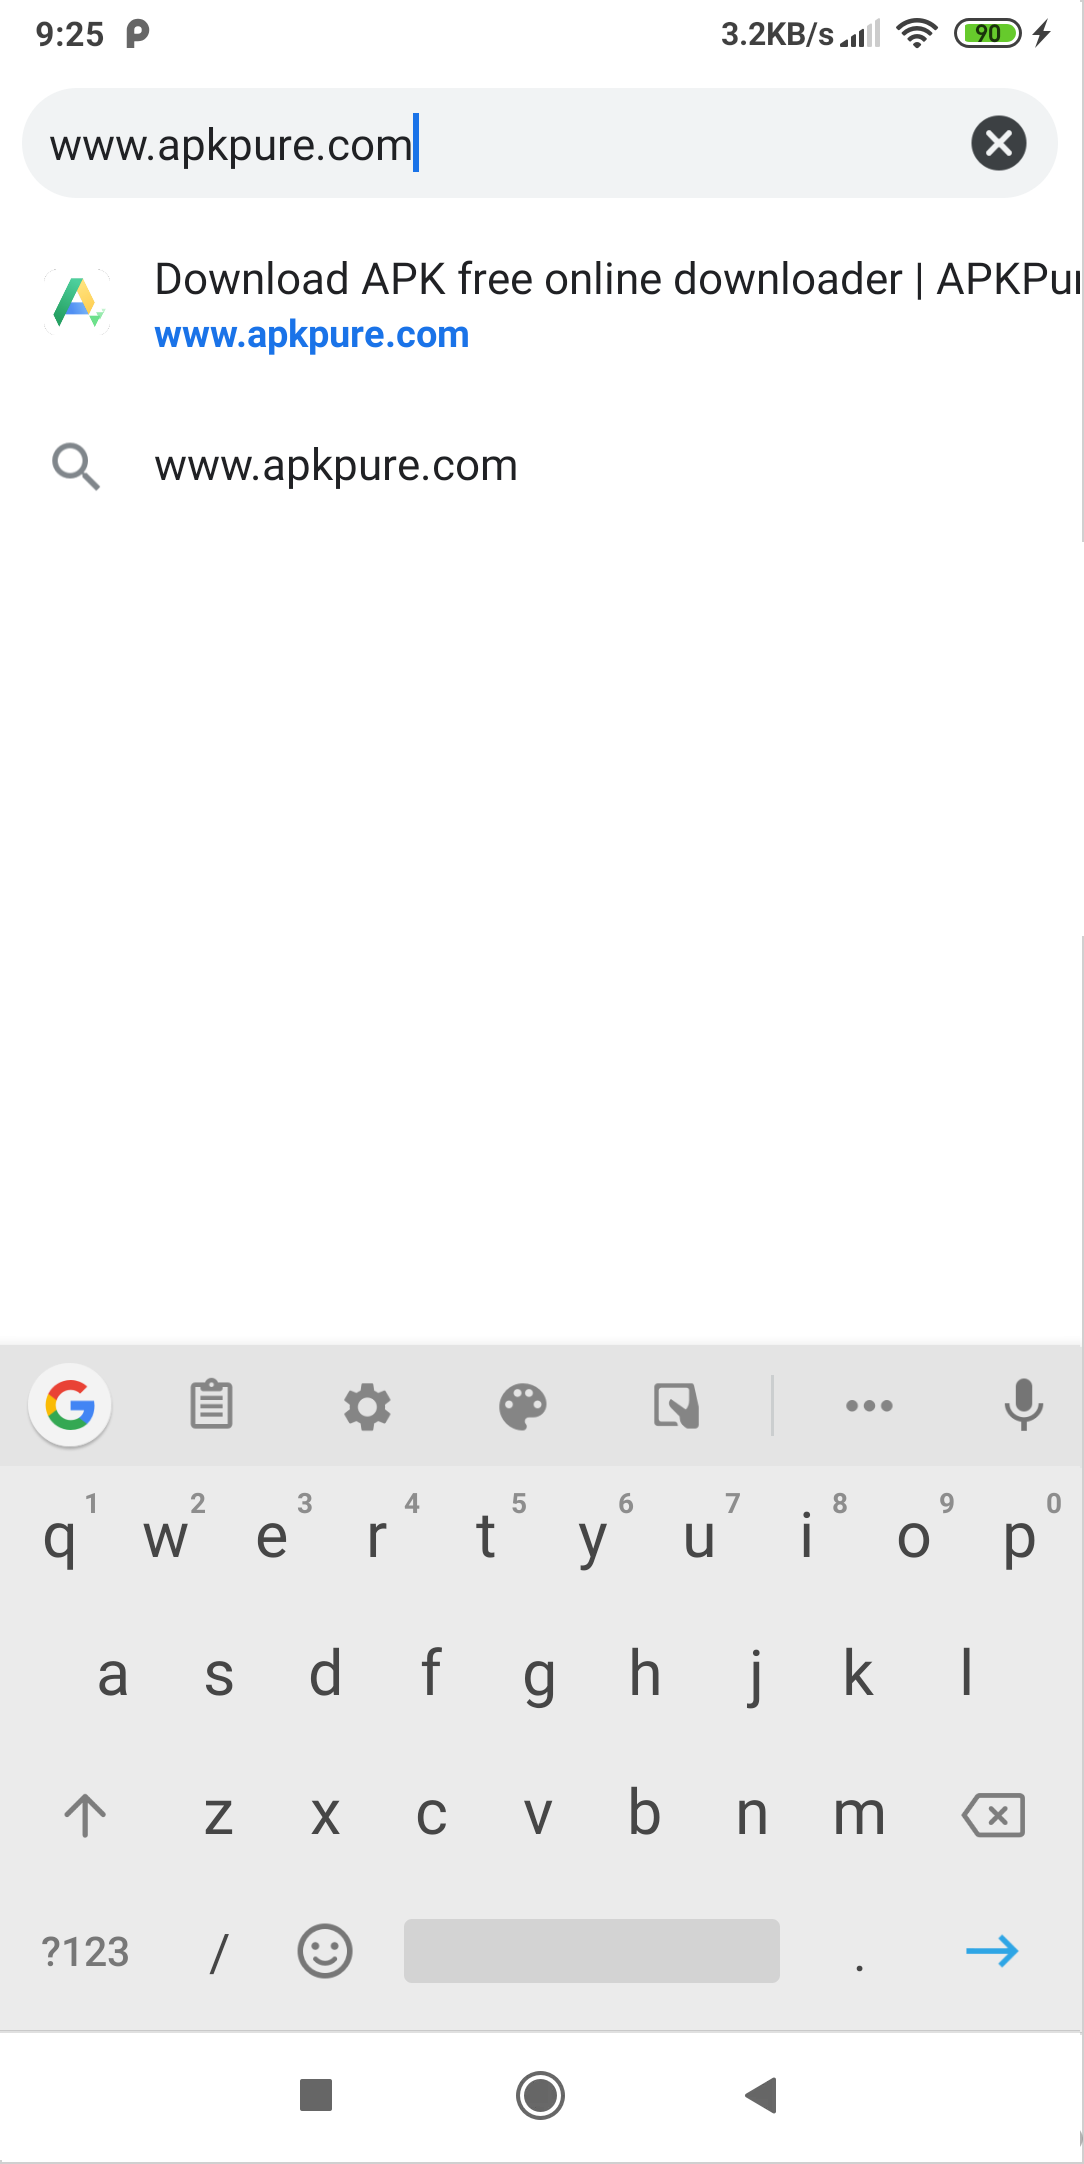 9:25 3.2KB/s 90
www.apkpure.com
Download APK free online downloader | APKPu
www.apkpure.com
www.apkpure.com
1 2 3 4 5 6 7 8 9 0
q w e r t y u i o p
a s d f g h j k l
z x c v b n m
?123 / .